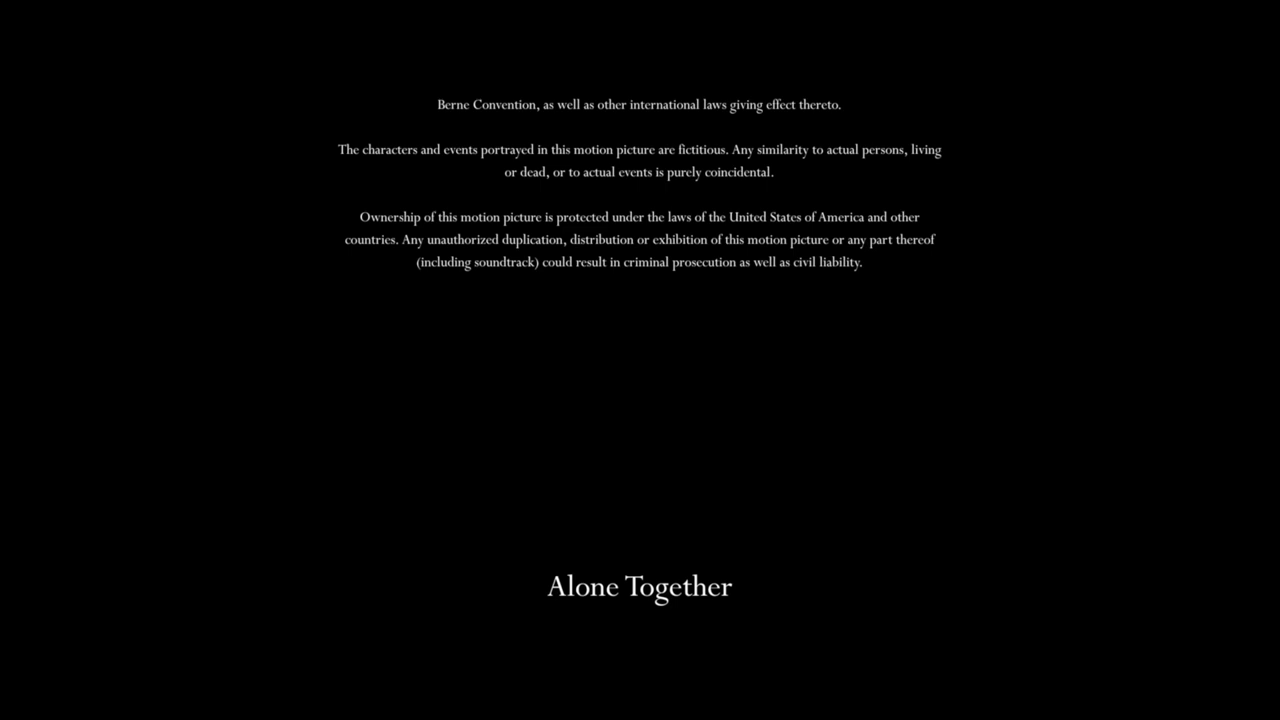 Berne Convention, as well as other international laws giving effect thereto.
The characters and events portrayed in this motion picture are fictitious. Any similarity to actual persons, living
or dead, or to actual events is purely coincidental.
Ownership of this motion picture is protected under the laws of the United States of America and other
countries. Any unauthorized duplication, distribution or exhibition of this motion picture or any part thereof
(including soundtrack) could result in criminal prosecution as well as civil liability.
Alone Together